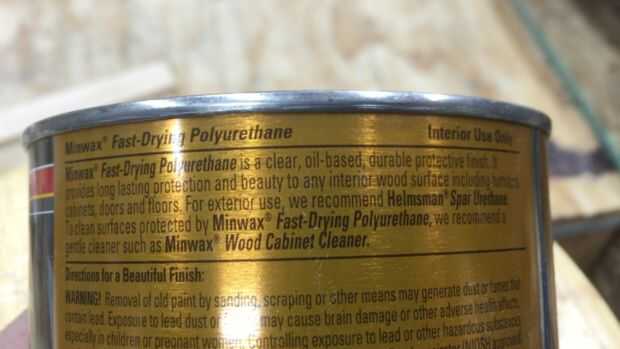 Minwax® Fast-Drying Polyurethane Interior Use Only
Minwax® Fast-Drying Polyurethane is a clear, oil-based, durable protective finish. It
provides long lasting protection and beauty to any interior wood surface including furniture,
cabinets, doors and floors. For exterior use, we recommend Helmsman® Spar Urethane.
To clean surfaces protected by Minwax® Fast-Drying Polyurethane, we recommend a
gentle cleaner such as Minwax® Wood Cabinet Cleaner.
Directions for a Beautiful Finish:
WARNING! Removal of old paint by sanding, scraping or other means may generate dust or fumes that
contain lead. Exposure to lead dust or may cause brain damage or other adverse health effects,
especially in children or pregnant women. Controlling exposure to lead or other hazardous substances
(NIOSH approved)